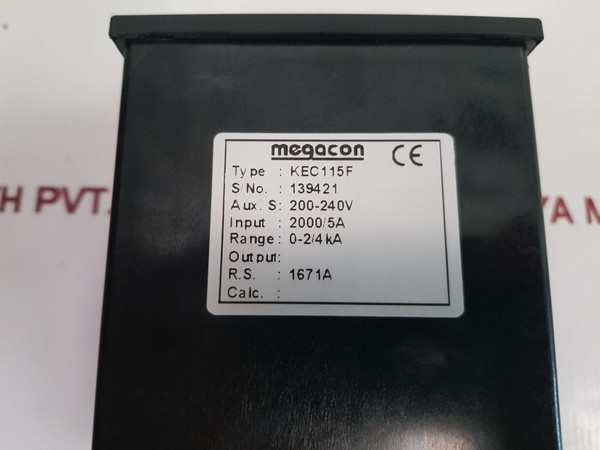 megacon CE
Type : KEC115F
S/No. : 139421
Aux. S: 200-240V
Input : 2000/5A
Range: 0-2/4kA
Output:
R.S. : 1671A
Calc. :
TH PVT.
YA M